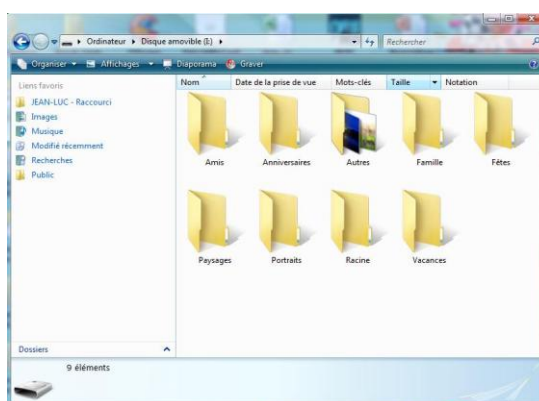 Ordinateur ▸ Disque amovible (E:) ▸ Rechercher
Organiser Affichages Diaporama Graver
Liens favoris
JEAN-LUC - Raccourci
Images
Musique
Modifié récemment
Recherches
Public
Nom Date de la prise de vue Mots-clés Taille Notation
Amis Anniversaires Autres Famille Fêtes
Paysages Portraits Racine Vacances
Dossiers
9 éléments